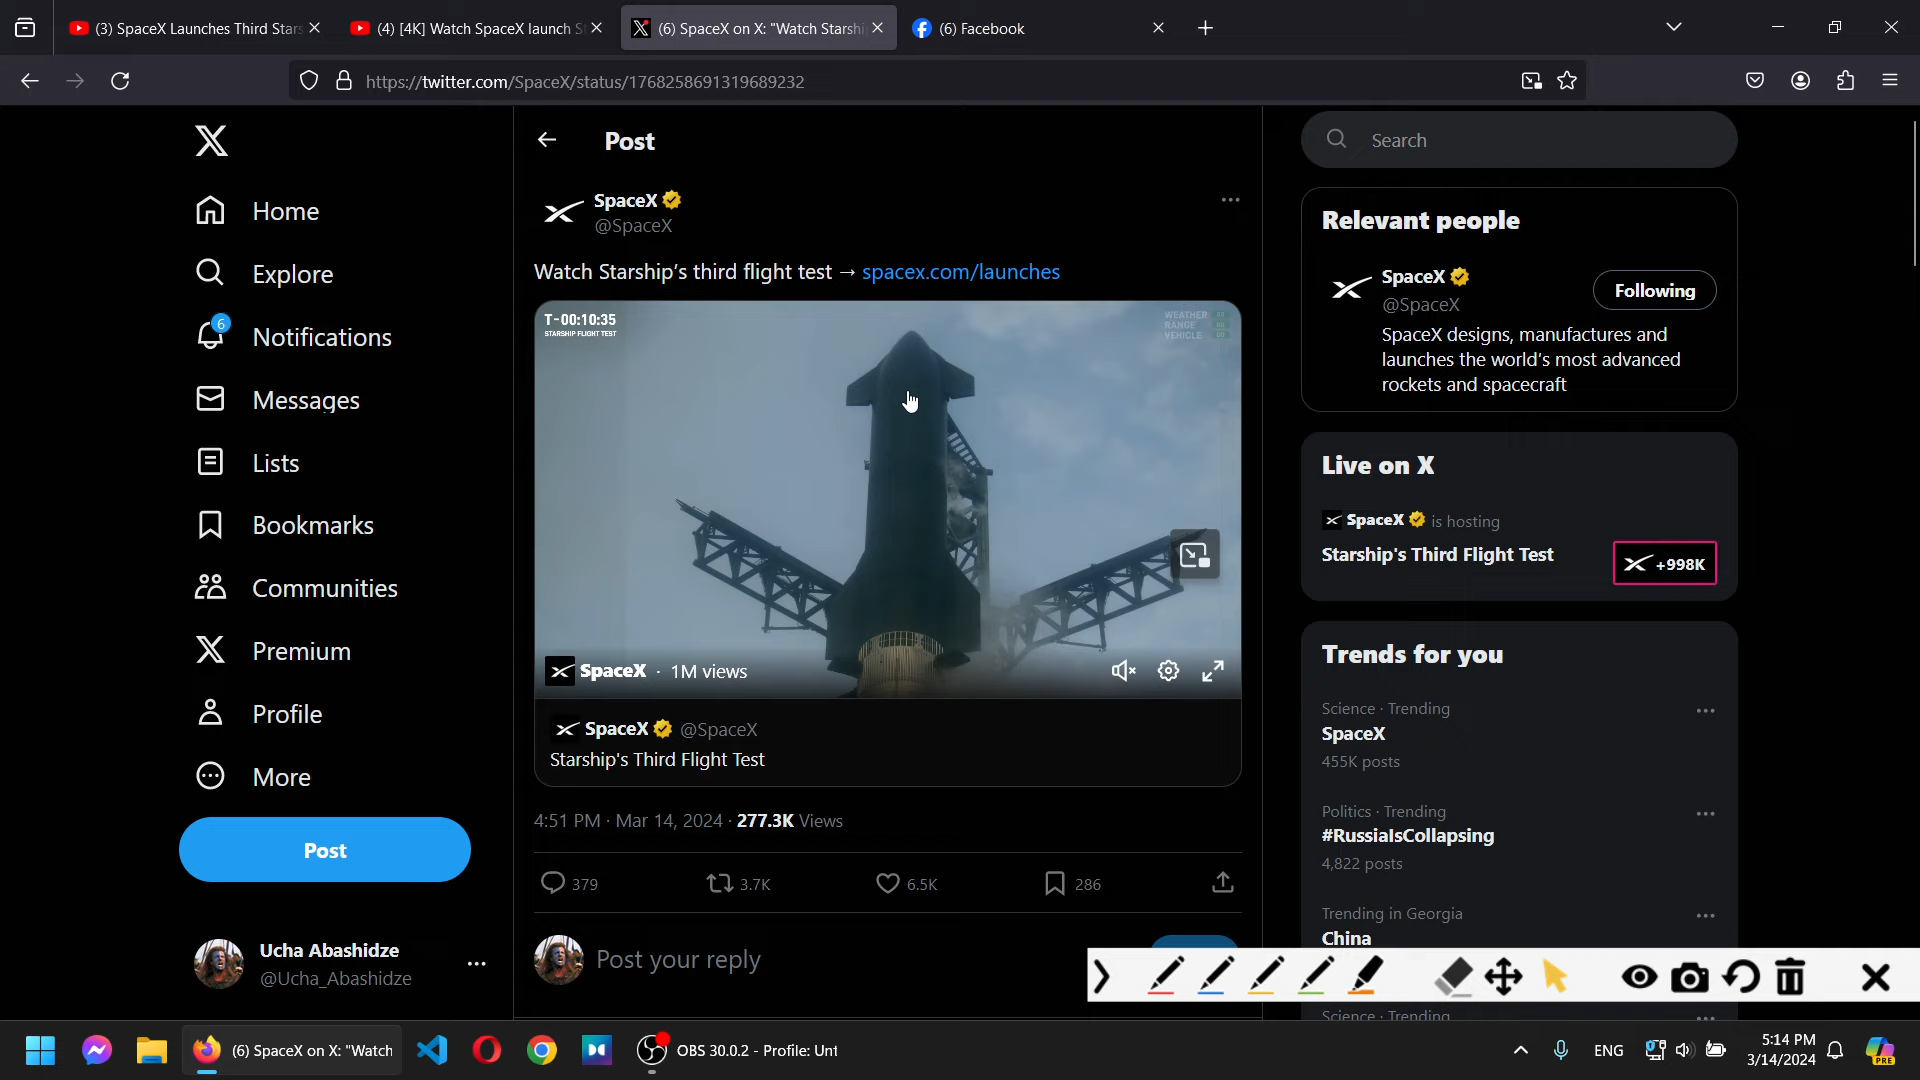 (3) SpaceX Launches Third Star
(4) [4K] Watch SpaceX launch S
(6) SpaceX on X: "Watch Starshi
(6) Facebook
https://twitter.com/SpaceX/status/1768258691319689232
Home
Explore
6
Notifications
Messages
Lists
Bookmarks
Communities
Premium
Profile
More
Post
Ucha Abashidze
@Ucha_Abashidze
Post
SpaceX
@SpaceX
Watch Starship's third flight test → spacex.com/launches
T-00:10:35
STARSHIP FLIGHT TEST
WEATHER
RANGE
VEHICLE
SpaceX · 1M views
SpaceX @SpaceX
Starship's Third Flight Test
4:51 PM · Mar 14, 2024 · 277.3K Views
379 3.7K 6.5K 286
Post your reply
Search
Relevant people
SpaceX
@SpaceX
Following
SpaceX designs, manufactures and
launches the world's most advanced
rockets and spacecraft
Live on X
SpaceX is hosting
Starship's Third Flight Test
+998K
Trends for you
Science · Trending
SpaceX
455K posts
Politics · Trending
#RussiaIsCollapsing
4,822 posts
Trending in Georgia
China
Science · Trending
(6) SpaceX on X: "Watch
OBS 30.0.2 - Profile: Unt
ENG
5:14 PM
3/14/2024
PRE